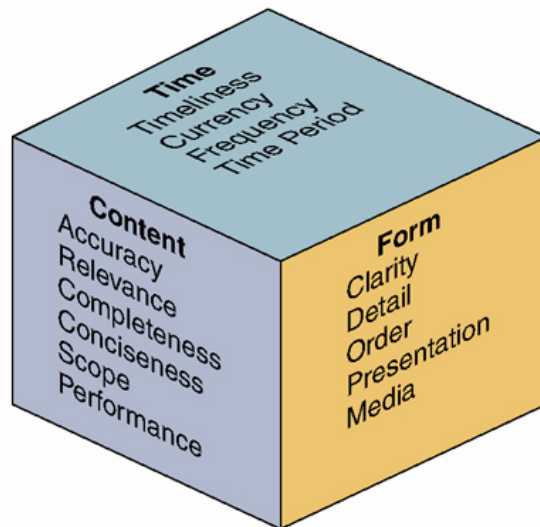 Time
Timeliness
Currency
Frequency
Time Period
Content
Accuracy
Relevance
Completeness
Conciseness
Scope
Performance
Form
Clarity
Detail
Order
Presentation
Media